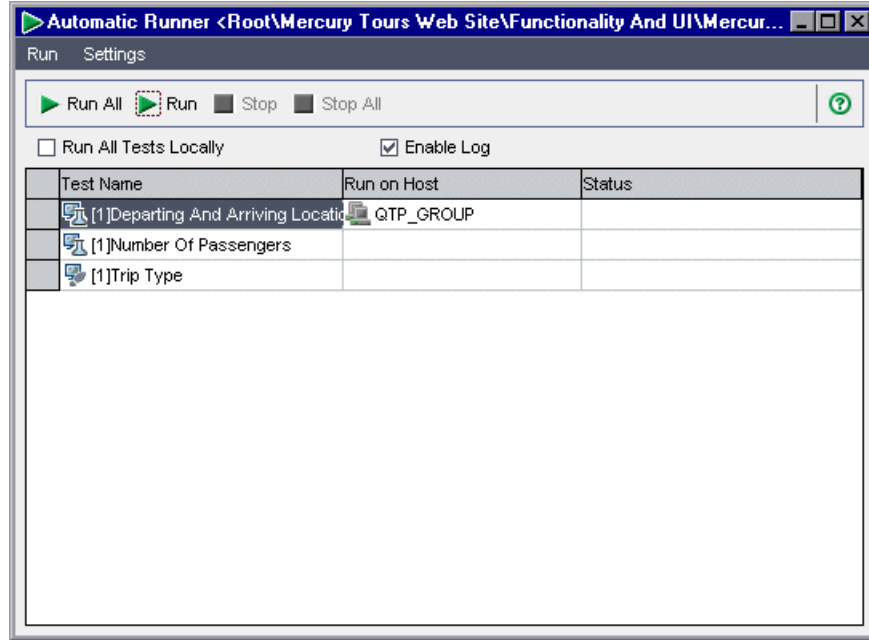 Automatic Runner <Root\Mercury Tours Web Site\Functionality And UI\Mercur...
Run Settings
Run All Run Stop Stop All
Run All Tests Locally Enable Log
Test Name Run on Host Status
[1]Departing And Arriving Locatio QTP_GROUP
[1]Number Of Passengers
[1]Trip Type